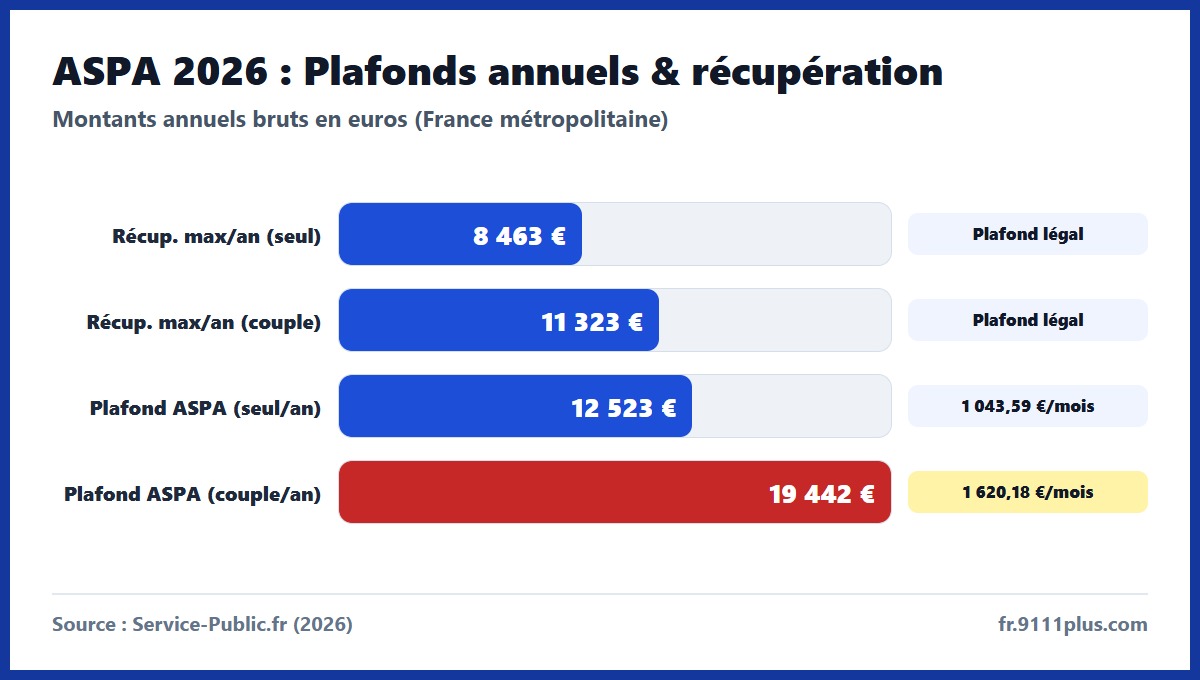 ASPA 2026 : Plafonds annuels & récupération
Montants annuels bruts en euros (France métropolitaine)
Récup. max/an (seul) 8 463 € Plafond légal
Récup. max/an (couple) 11 323 € Plafond légal
Plafond ASPA (seul/an) 12 523 € 1 043,59 €/mois
Plafond ASPA (couple/an) 19 442 € 1 620,18 €/mois
Source : Service-Public.fr (2026) fr.9111plus.com